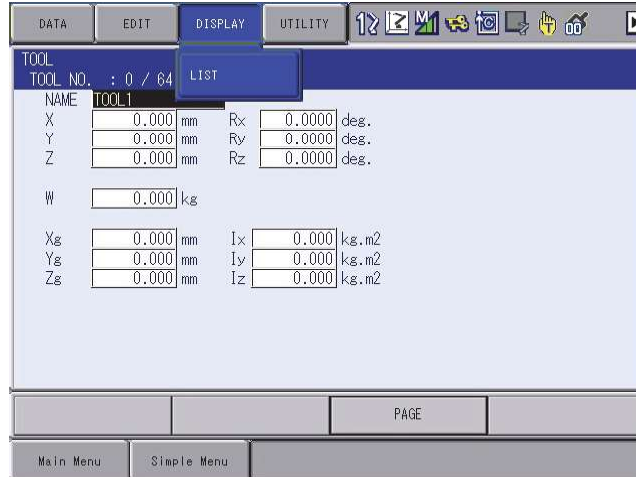 DATA EDIT DISPLAY UTILITY
TOOL
TOOL NO. : 0 / 64 LIST
NAME TOOL1
X 0.000 mm Rx 0.0000 deg.
Y 0.000 mm Ry 0.0000 deg.
Z 0.000 mm Rz 0.0000 deg.
W 0.000 kg
Xg 0.000 mm Ix 0.000 kg.m2
Yg 0.000 mm Iy 0.000 kg.m2
Zg 0.000 mm Iz 0.000 kg.m2
PAGE
Main Menu Simple Menu